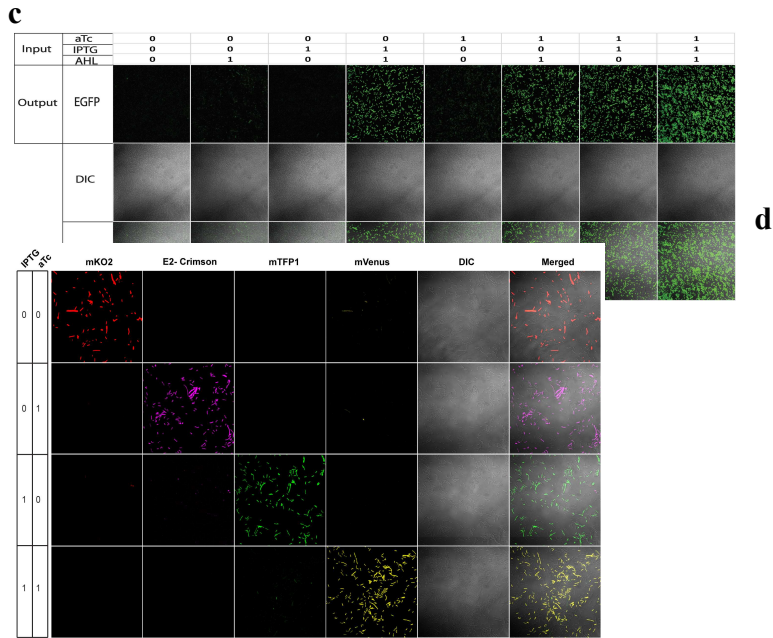 c
Input aTc 0 0 0 0 1 1 1 1
IPTG 0 0 1 1 0 0 1 1
AHL 0 1 0 1 0 1 0 1
Output EGFP
DIC
d
IPTG aTc mKO2 E2- Crimson mTFP1 mVenus DIC Merged
0 0
0 1
1 0
1 1